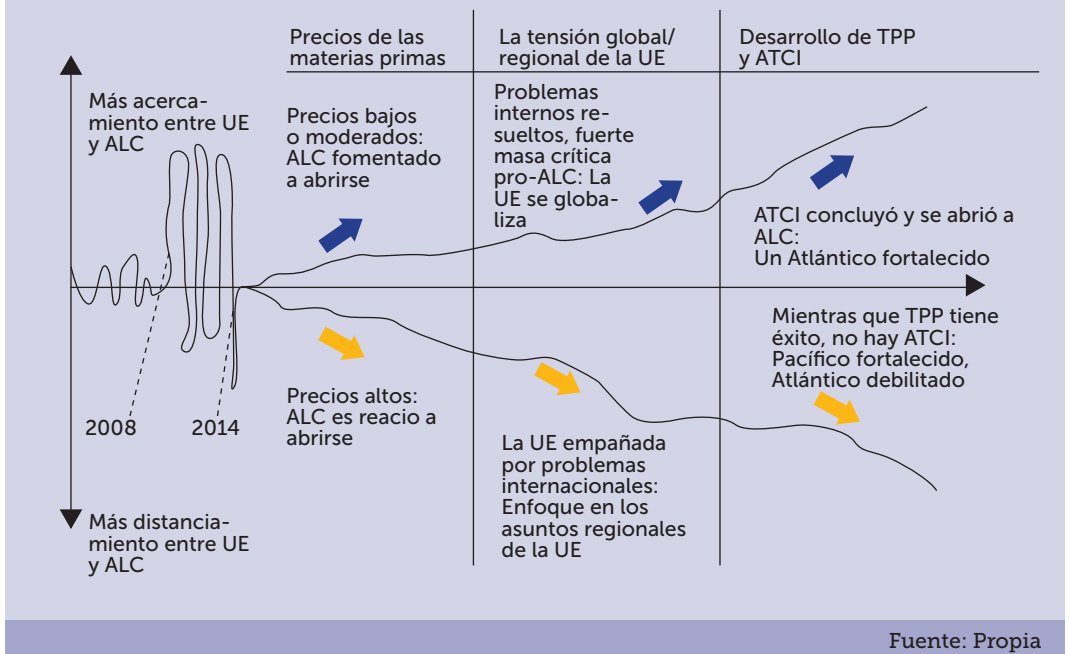 Precios de las
materias primas
La tensión global/
regional de la UE
Desarrollo de TPP
y ATCI
Más acerca-
miento entre UE
y ALC
Precios bajos
o moderados:
ALC fomentado
a abrirse
Problemas
internos re-
sueltos, fuerte
masa crítica
pro-ALC: La
UE se globa-
liza
ATCI concluyó y se abrió a
ALC:
Un Atlántico fortalecido
2008
2014
Precios altos:
ALC es reacio a
abrirse
La UE empañada
por problemas
internacionales:
Enfoque en los
asuntos regionales
de la UE
Mientras que TPP tiene
éxito, no hay ATCI:
Pacífico fortalecido,
Atlántico debilitado
Más distancia-
miento entre UE
y ALC
Fuente: Propia